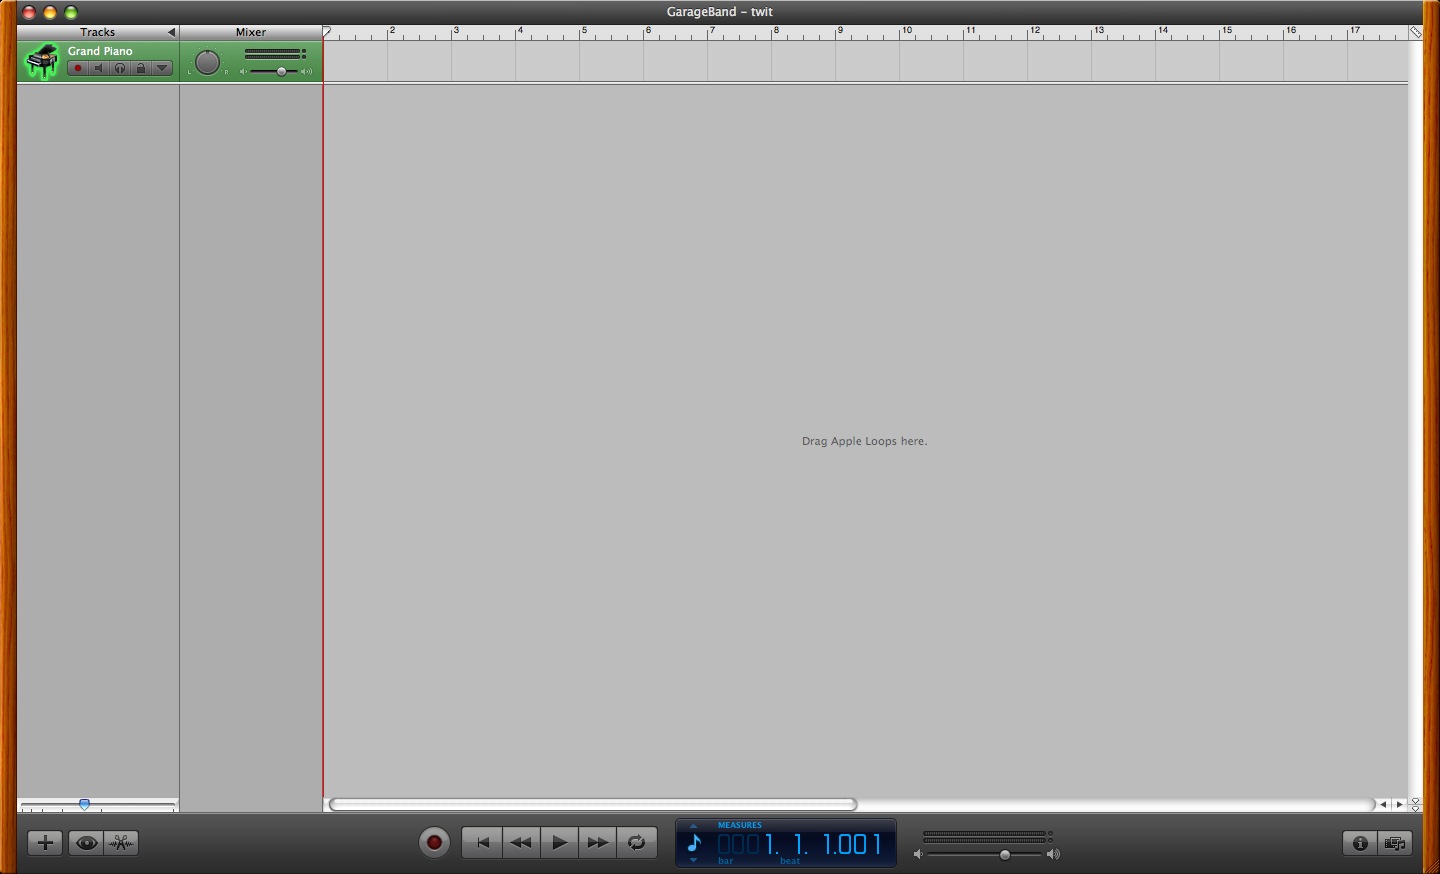 GarageBand – twit
Tracks Mixer
2 3 4 5 6 7 8 9 10 11 12 13 14 15 16 17
Grand Piano
L R
Drag Apple Loops here.
MEASURES
1. 1. 1.001
bar beat